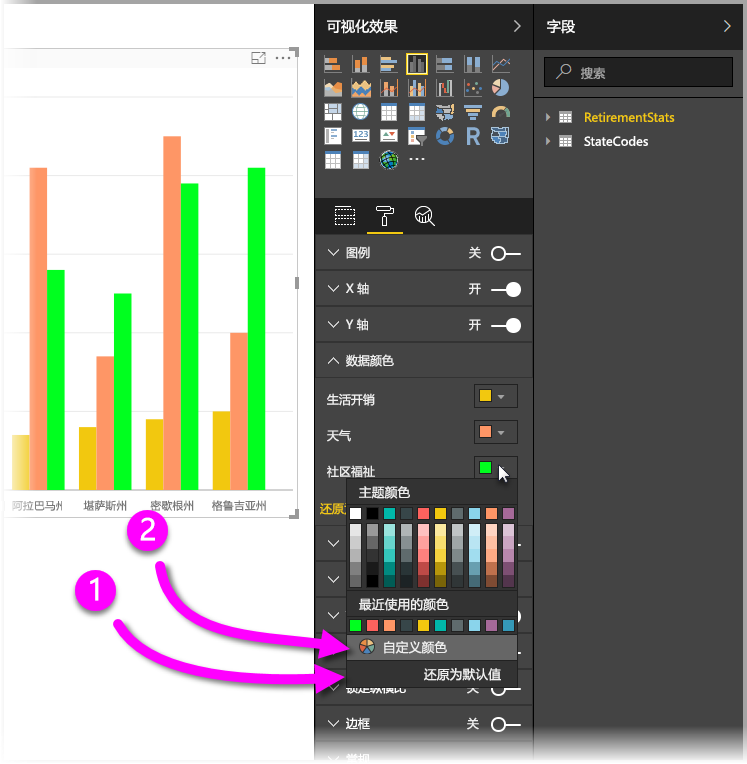 可视化效果
字段
搜索
RetirementStats
StateCodes
123
R
图例 关
X 轴 开
Y 轴 开
数据颜色
生活开销
天气
社区福祉
主题颜色
最近使用的颜色
自定义颜色
还原为默认值
边框 关
阿拉巴马州 堪萨斯州 密歇根州 格鲁吉亚州
2
1